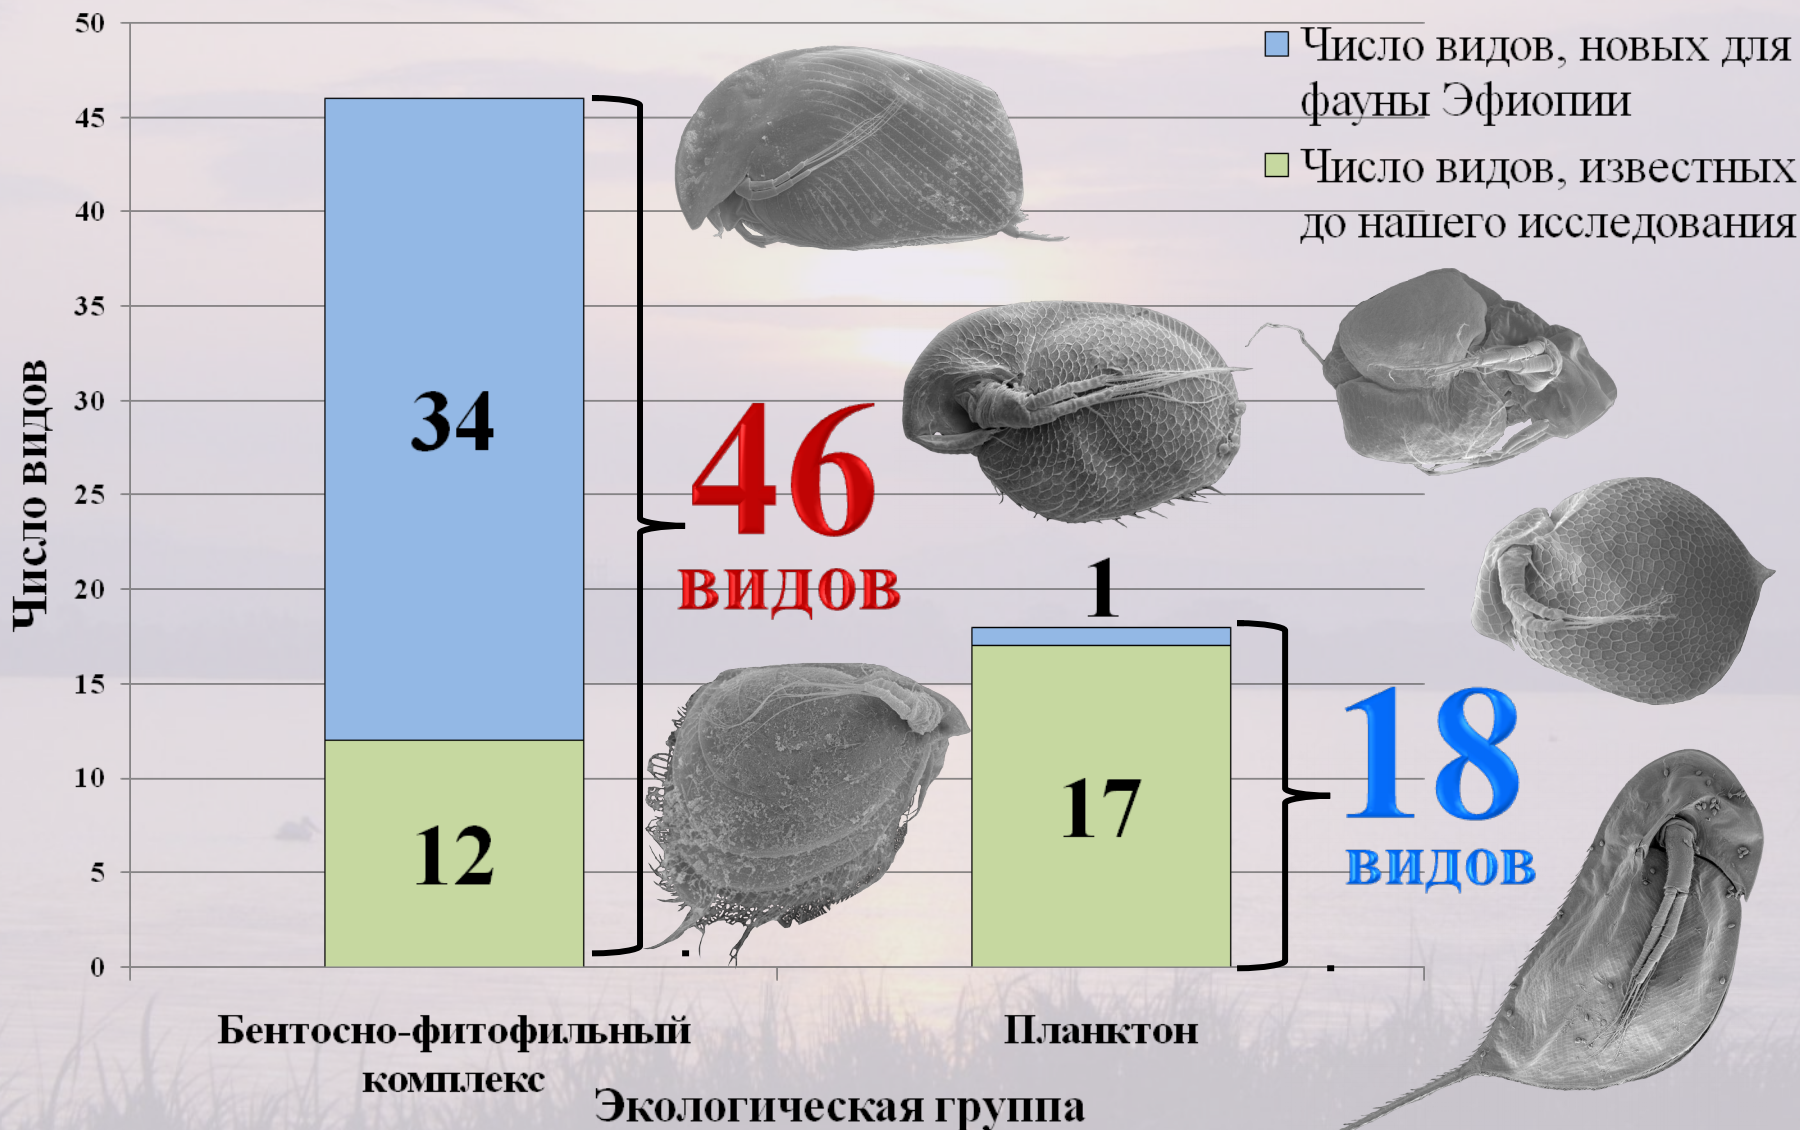 50
45
40
35
30
25
20
15
10
5
0
Число видов
Число видов, новых для
фауны Эфиопии
Число видов, известных
до нашего исследования
34
12
46
видов
1
17
18
видов
Бентосно-фитофильный
комплекс
Планктон
Экологическая группа